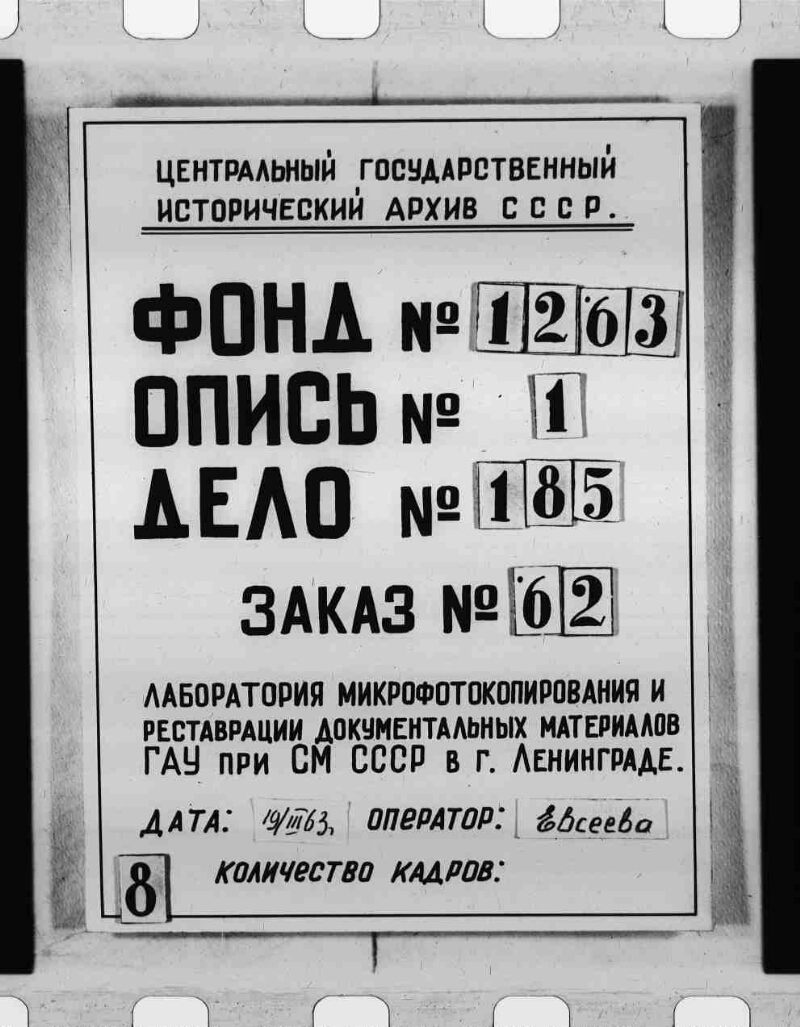 ЦЕНТРАЛЬНЫЙ ГОСУДАРСТВЕННЫЙ
ИСТОРИЧЕСКИЙ АРХИВ СССР.
ФОНД № 1263
ОПИСЬ № 1
ДЕЛО № 185
ЗАКАЗ № 62
ЛАБОРАТОРИЯ МИКРОФОТОКОПИРОВАНИЯ И
РЕСТАВРАЦИИ ДОКУМЕНТАЛЬНЫХ МАТЕРИАЛОВ
ГАУ ПРИ СМ СССР В Г. ЛЕНИНГРАДЕ.
ДАТА: 19/III 63, ОПЕРАТОР: Евсеева
КОЛИЧЕСТВО КАДРОВ:
8